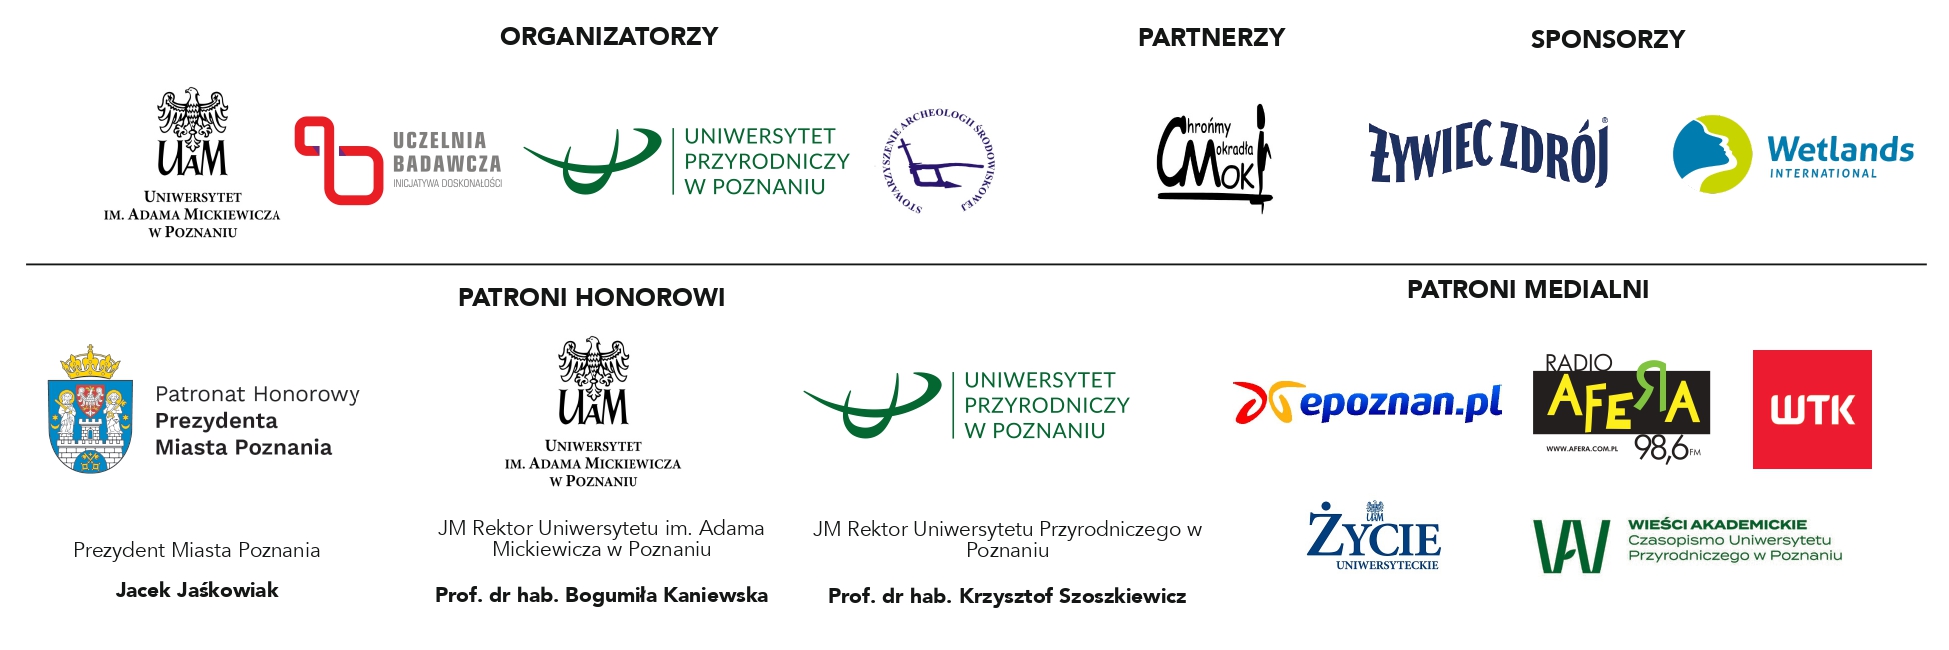 ORGANIZATORZY
PARTNERZY
SPONSORZY
UAM
UNIWERSYTET
IM. ADAMA MICKIEWICZA
W POZNANIU
UCZELNIA
BADAWCZA
INICJATYWA DOSKONAŁOŚCI
UNIWERSYTET
PRZYRODNICZY
W POZNANIU
STOWARZYSZENIE ARCHEOLOGII ŚRODOWISKOWEJ
Chrońmy
Mokradła
CMok
ŻYWIEC ZDRÓJ®
Wetlands
INTERNATIONAL
PATRONI HONOROWI
PATRONI MEDIALNI
Patronat Honorowy
Prezydenta
Miasta Poznania
UAM
UNIWERSYTET
IM. ADAMA MICKIEWICZA
W POZNANIU
UNIWERSYTET
PRZYRODNICZY
W POZNANIU
epoznan.pl
RADIO
AFERA
WWW.AFERA.COM.PL
98,6 FM
WTK
Prezydent Miasta Poznania
Jacek Jaśkowiak
JM Rektor Uniwersytetu im. Adama
Mickiewicza w Poznaniu
Prof. dr hab. Bogumiła Kaniewska
JM Rektor Uniwersytetu Przyrodniczego w
Poznaniu
Prof. dr hab. Krzysztof Szoszkiewicz
UAM
ŻYCIE
UNIWERSYTECKIE
WA
WIEŚCI AKADEMICKIE
Czasopismo Uniwersytetu
Przyrodniczego w Poznaniu